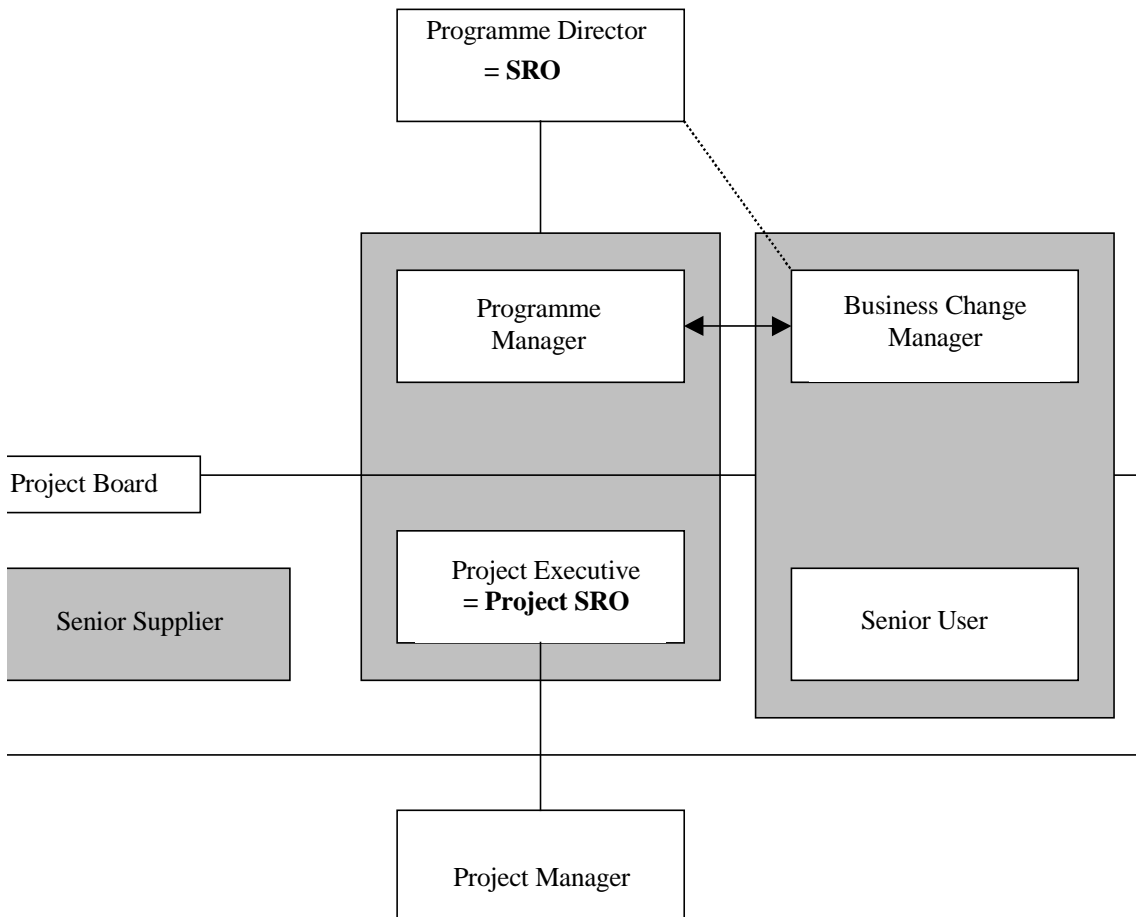 Programme Director
= SRO
Programme
Manager
Business Change
Manager
Project Board
Project Executive
= Project SRO
Senior Supplier
Senior User
Project Manager